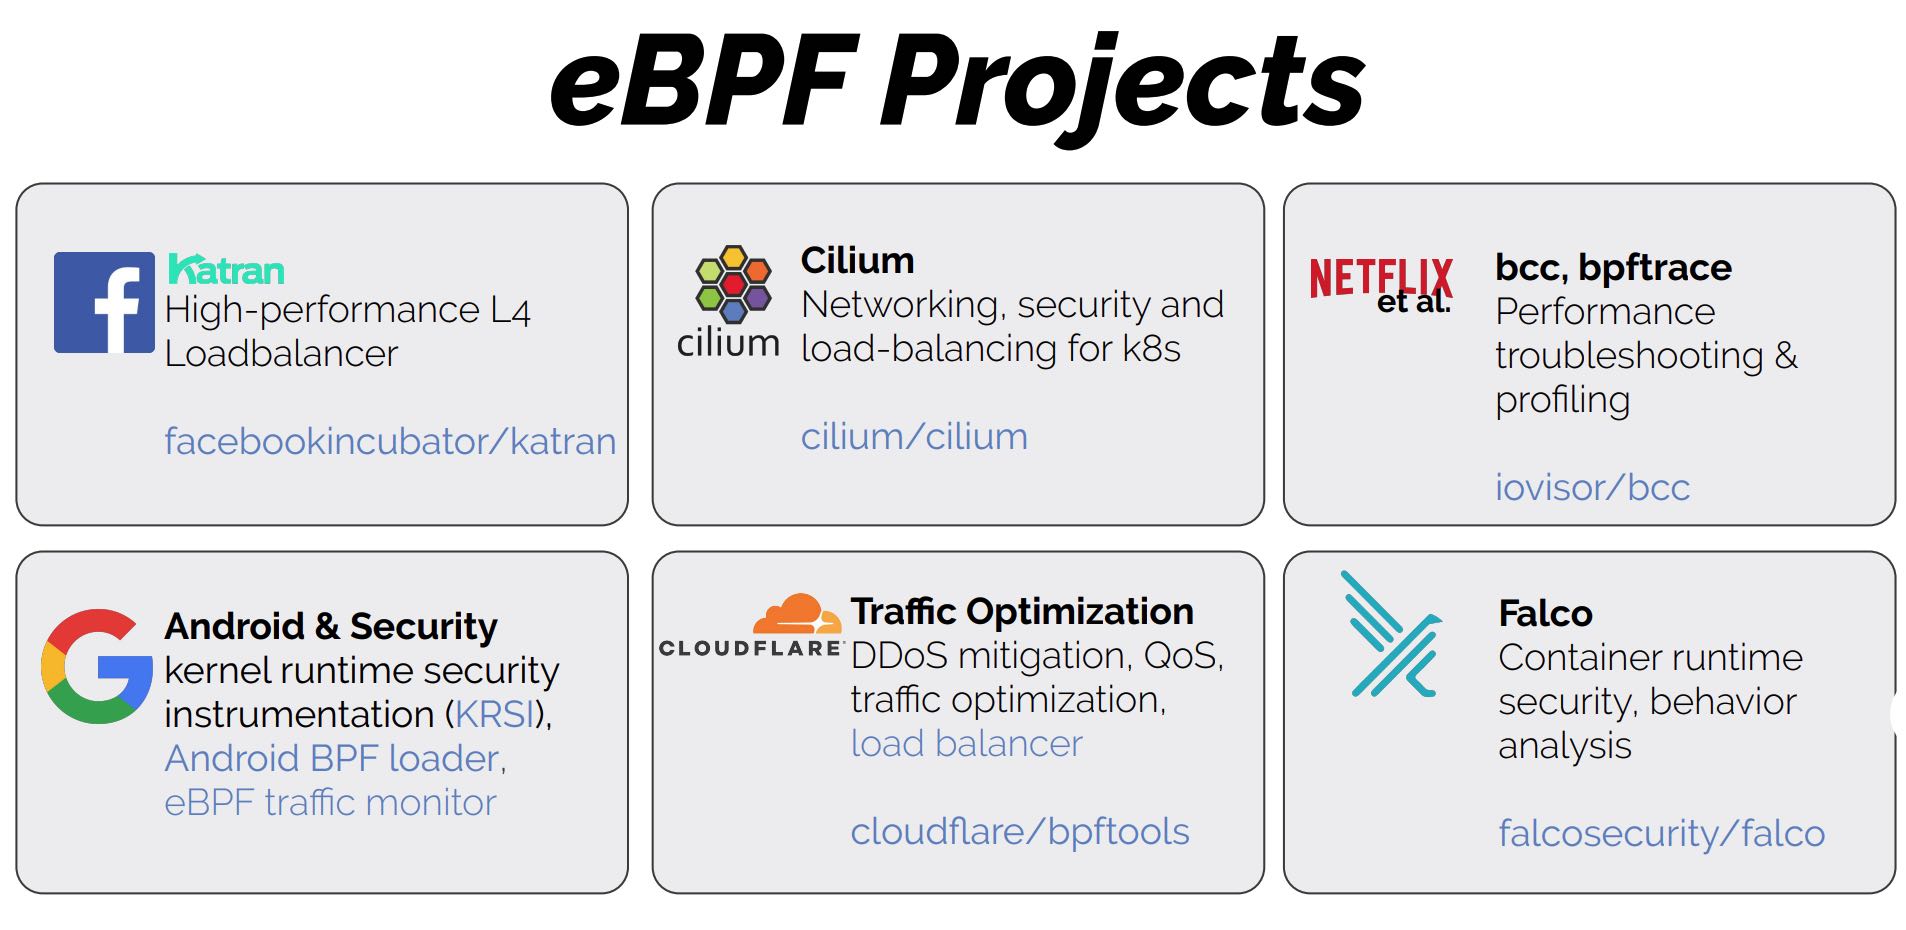 eBPF Projects
Katran
High-performance L4
Loadbalancer
facebookincubator/katran
cilium
Cilium
Networking, security and
load-balancing for k8s
cilium/cilium
NETFLIX
et al.
bcc, bpftrace
Performance
troubleshooting &
profiling
iovisor/bcc
Android & Security
kernel runtime security
instrumentation (KRSI),
Android BPF loader,
eBPF traffic monitor
CLOUDFLARE
Traffic Optimization
DDoS mitigation, QoS,
traffic optimization,
load balancer
cloudflare/bpftools
Falco
Container runtime
security, behavior
analysis
falcosecurity/falco